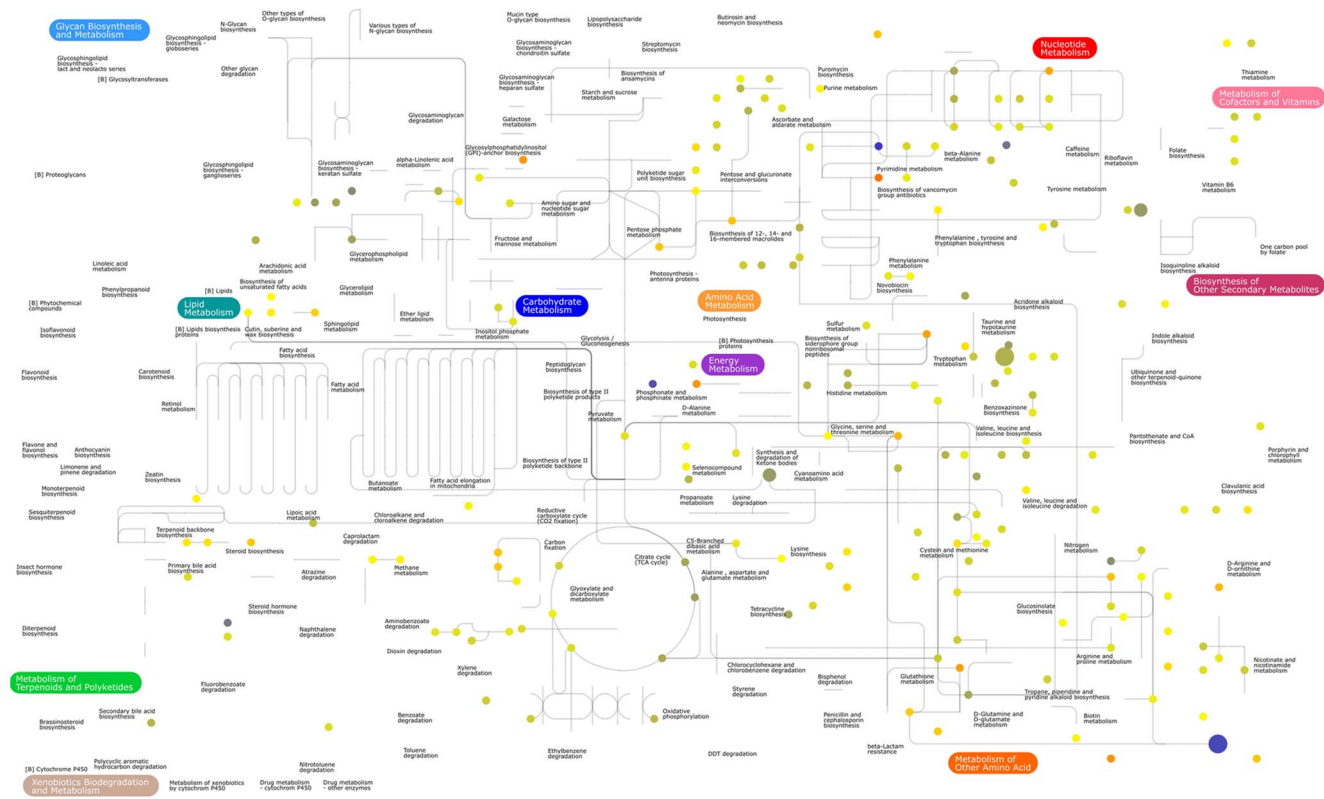 Glycan Biosynthesis
and Metabolism
N-Glycan
biosynthesis
Other types of
O-glycan biosynthesis
Various types of
N-glycan biosynthesis
Mucin type
O-glycan biosynthesis
Lipopolysaccharide
biosynthesis
Butirosin and
neomycin biosynthesis
Glycosphingolipid
biosynthesis -
globoseries
Glycosaminoglycan
biosynthesis -
chondroitin sulfate
Streptomycin
biosynthesis
Nucleotide
Metabolism
Glycosphingolipid
biosynthesis -
lact and neolacto series
[B] Glycosyltransferases
Other glycan
degradation
Glycosaminoglycan
biosynthesis -
heparan sulfate
Biosynthesis of
ansamycins
Starch and sucrose
metabolism
Puromycin
biosynthesis
Purine metabolism
Thiamine
metabolism
Metabolism of
Cofactors and Vitamins
Glycosaminoglycan
degradation
Galactose
metabolism
Ascorbate and
aldarate metabolism
Glycosylphosphatidylinositol
(GPI)-anchor biosynthesis
beta-Alanine
metabolism
Caffeine
metabolism
Riboflavin
metabolism
Folate
biosynthesis
[B] Proteoglycans
Glycosphingolipid
biosynthesis -
ganglioseries
Glycosaminoglycan
biosynthesis -
keratan sulfate
alpha-Linolenic acid
metabolism
Polyketide sugar
unit biosynthesis
Pentose and glucuronate
interconversions
Pyrimidine metabolism
Biosynthesis of vancomycin
group antibiotics
Tyrosine metabolism
Vitamin B6
metabolism
Amino sugar and
nucleotide sugar
metabolism
Pentose phosphate
metabolism
Biosynthesis of 12-, 14- and
16-membered macrolides
Fructose and
mannose metabolism
Phenylalanine , tyrosine and
tryptophan biosynthesis
One carbon pool
by folate
Linoleic acid
metabolism
Arachidonic acid
metabolism
Glycerophospholipid
metabolism
Phenylalanine
metabolism
Isoquinoline alkaloid
biosynthesis
Photosynthesis -
antenna proteins
Phenylpropanoid
biosynthesis
[B] Lipids
Biosynthesis of
unsaturated fatty acids
Glycerolipid
metabolism
Novobiocin
biosynthesis
Biosynthesis of
Other Secondary Metabolites
[B] Phytochemical
compounds
Lipid
Metabolism
Carbohydrate
Metabolism
Amino Acid
Metabolism
Acridone alkaloid
biosynthesis
Ether lipid
metabolism
Photosynthesis
Isoflavonoid
biosynthesis
[B] Lipids biosynthesis
proteins
Cutin, suberine and
wax biosynthesis
Sphingolipid
metabolism
Inositol phosphate
metabolism
Glycolysis /
Gluconeogenesis
[B] Photosynthesis
proteins
Sulfur
metabolism
Biosynthesis of
siderophore group
nonribosomal
peptides
Taurine and
hypotaurine
metabolism
Indole alkaloid
biosynthesis
Fatty acid
biosynthesis
Tryptophan
metabolism
Flavonoid
biosynthesis
Carotenoid
biosynthesis
Fatty acid
metabolism
Peptidoglycan
biosynthesis
Energy
Metabolism
Ubiquinone and
other terpenoid-quinone
biosynthesis
Retinol
metabolism
Biosynthesis of type II
polyketide products
Phosphonate and
phosphinate metabolism
Histidine metabolism
Pyruvate
metabolism
D-Alanine
metabolism
Benzoxazinone
biosynthesis
Glycine, serine and
threonine metabolism
Valine, leucine and
isoleucine biosynthesis
Pantothenate and CoA
biosynthesis
Flavone and
flavonol
biosynthesis
Anthocyanin
biosynthesis
Limonene and
pinene degradation
Biosynthesis of type II
polyketide backbone
Selenocompound
metabolism
Synthesis and
degradation of
Ketone bodies
Cyanoamino acid
metabolism
Porphyrin and
chlorophyll
metabolism
Zeatin
biosynthesis
Butanoate
metabolism
Fatty acid elongation
in mitochondria
Monoterpenoid
biosynthesis
Propanoate
metabolism
Lysine
degradation
Valine, leucine and
isoleucine degradation
Clavulanic acid
biosynthesis
Sesquiterpenoid
biosynthesis
Lipoic acid
metabolism
Chloroalkane and
cloroalkene degradation
Reductive
carboxylate cycle
(CO2 fixation)
Terpenoid backbone
biosynthesis
Steroid biosynthesis
Caprolactam
degradation
Carbon
fixation
C5-Branched
dibasic acid
metabolism
Lysine
biosynthesis
Cystein and methionine
metabolism
Nitrogen
metabolism
Insect hormone
biosynthesis
Primary bile acid
biosynthesis
Atrazine
degradation
Methane
metabolism
Citrate cycle
(TCA cycle)
Alanine , aspartate and
glutamate metabolism
D-Arginine and
D-ornithine
metabolism
Glyoxylate and
dicarboxylate
metabolism
Steroid hormone
biosynthesis
Tetracycline
biosynthesis
Glucosinolate
biosynthesis
Diterpenoid
biosynthesis
Naphthalene
degradation
Aminobenzoate
degradation
Dioxin degradation
Arginine and
proline metabolism
Nicotinate and
nicotinamide
metabolism
Metabolism of
Terpenoids and Polyketides
Fluorobenzoate
degradation
Xylene
degradation
Chlorocyclohexane and
chlorobenzene degradation
Bisphenol
degradation
Glutathione
metabolism
Styrene
degradation
Tropane, piperidine and
pyridine alkaloid biosynthesis
Secondary bile acid
biosynthesis
Brassinosteroid
biosynthesis
Benzoate
degradation
Oxidative
phosphorylation
Penicillin and
cephalosporin
biosynthesis
D-Glutamine and
D-glutamate
metabolism
Biotin
metabolism
Toluene
degradation
Ethylbenzene
degradation
DDT degradation
beta-Lactam
resistance
Metabolism of
Other Amino Acid
[B] Cytochrome P450
Polycyclic aromatic
hydrocarbon degradation
Nitrotoluene
degradation
Xenobiotics Biodegradation
and Metabolism
Metabolism of xenobiotics
by cytochrom P450
Drug metabolism
- cytochrom P450
Drug metabolism -
other enzymes